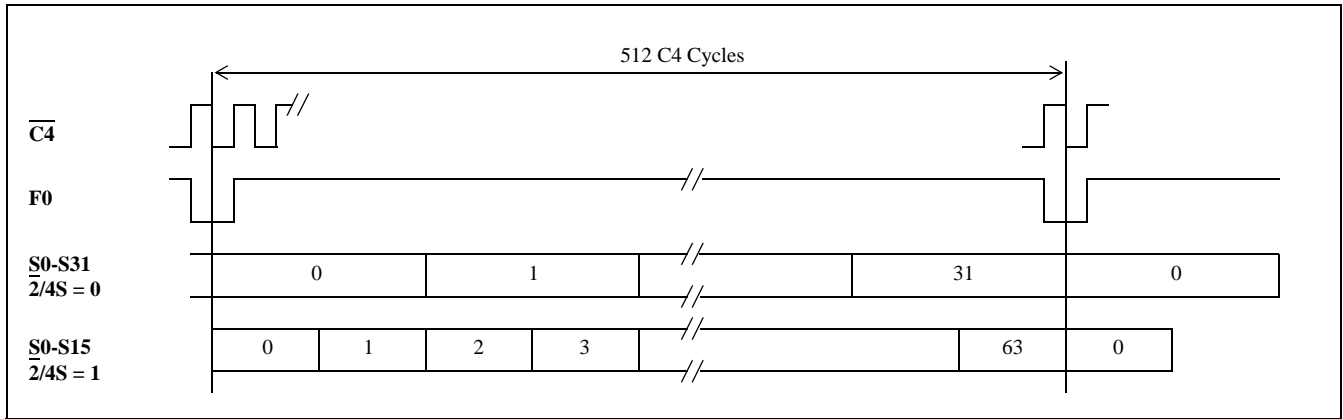 512 C4 Cycles
C4
F0
S0-S31
2/4S = 0
0 1 31 0
S0-S15
2/4S = 1
0 1 2 3 63 0